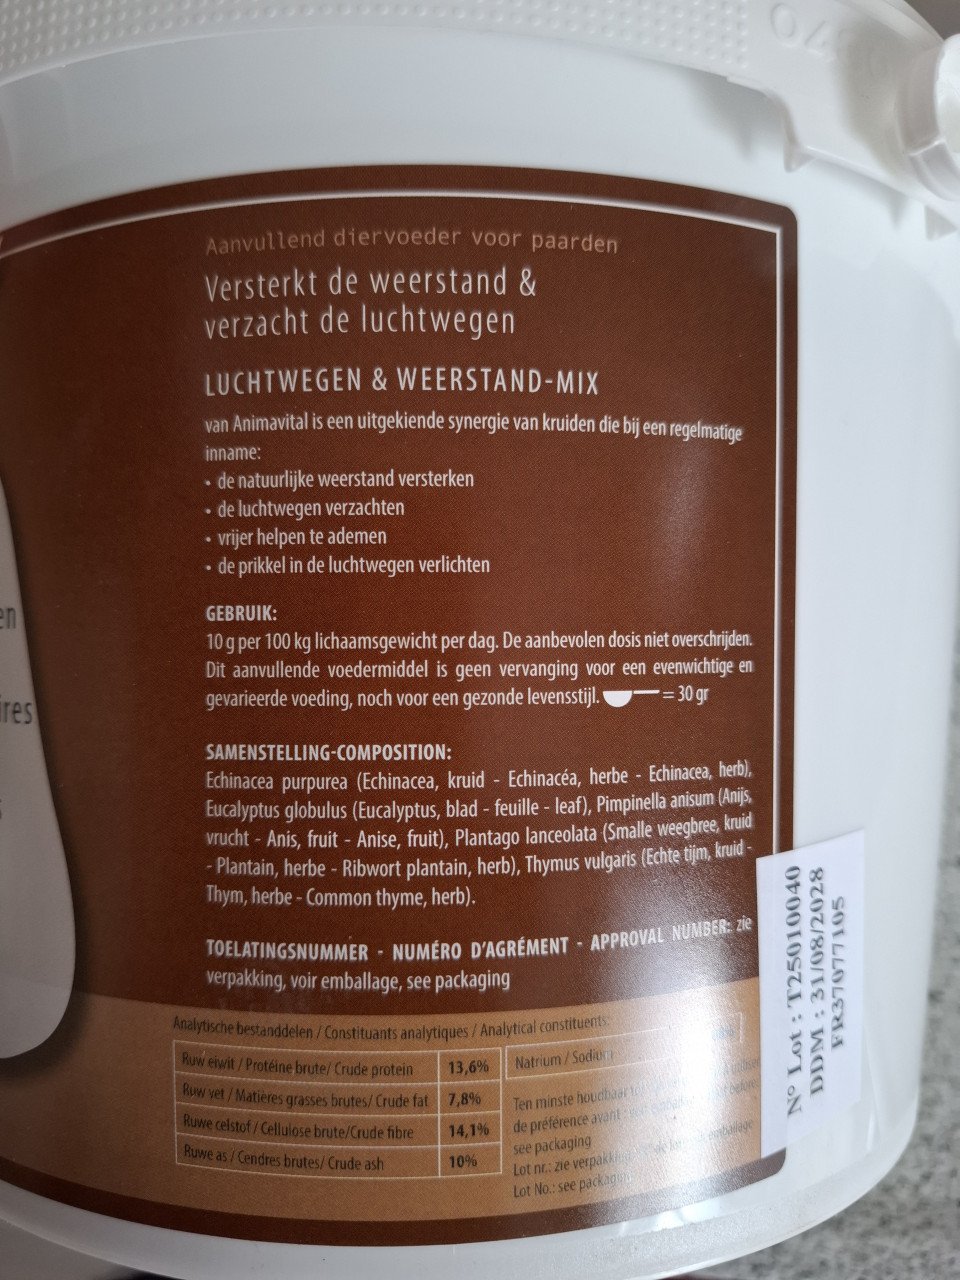 Aanvullend diervoeder voor paarden
Versterkt de weerstand &
verzacht de luchtwegen
LUCHTWEGEN & WEERSTAND-MIX
van Animavital is een uitgekiende synergie van kruiden die bij een regelmatige
inname:
• de natuurlijke weerstand versterken
• de luchtwegen verzachten
• vrijer helpen te ademen
• de prikkel in de luchtwegen verlichten
GEBRUIK:
10 g per 100 kg lichaamsgewicht per dag. De aanbevolen dosis niet overschrijden.
Dit aanvullende voedermiddel is geen vervanging voor een evenwichtige en
gevarieerde voeding, noch voor een gezonde levensstijl. = 30 gr
SAMENSTELLING-COMPOSITION:
Echinacea purpurea (Echinacea, kruid - Echinacéa, herbe - Echinacea, herb),
Eucalyptus globulus (Eucalyptus, blad - feuille - leaf), Pimpinella anisum (Anijs,
vrucht - Anis, fruit - Anise, fruit), Plantago lanceolata (Smalle weegbree, kruid
- Plantain, herbe - Ribwort plantain, herb), Thymus vulgaris (Echte tijm, kruid -
Thym, herbe - Common thyme, herb).
TOELATINGSNUMMER - NUMÉRO D'AGRÉMENT - APPROVAL NUMBER: zie
verpakking, voir emballage, see packaging
Analytische bestanddelen / Constituants analytiques / Analytical constituents:
Ruw eiwit / Protéine brute/ Crude protein 13,6%
Ruw vet / Matières grasses brutes/ Crude fat 7,8%
Ruwe celstof / Cellulose brute/Crude fibre 14,1%
Ruwe as / Cendres brutes/ Crude ash 10%
Natrium / Sodium
Ten minste houdbaar
de préférence avant
see packaging
Lot nr.: zie verpakking emballage
Lot No.: see packaging
N° Lot : T25010040
DDM : 31/08/2028
FR37077105
en
ires